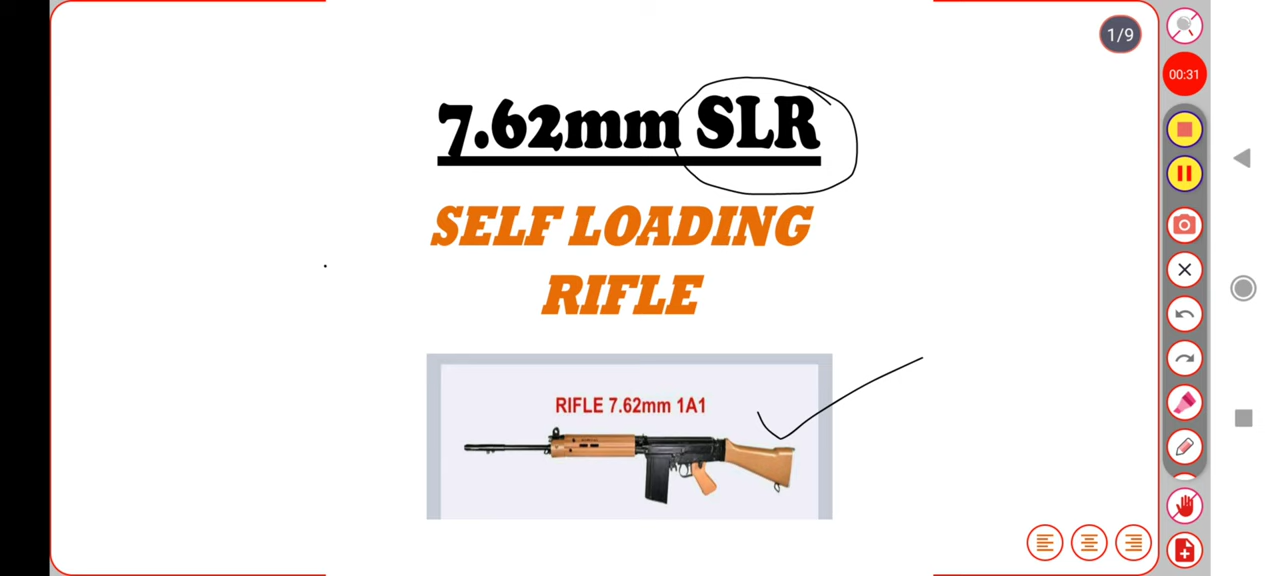 1/9
7.62mm SLR
00:31
SELF LOADING
RIFLE
RIFLE 7.62mm 1A1